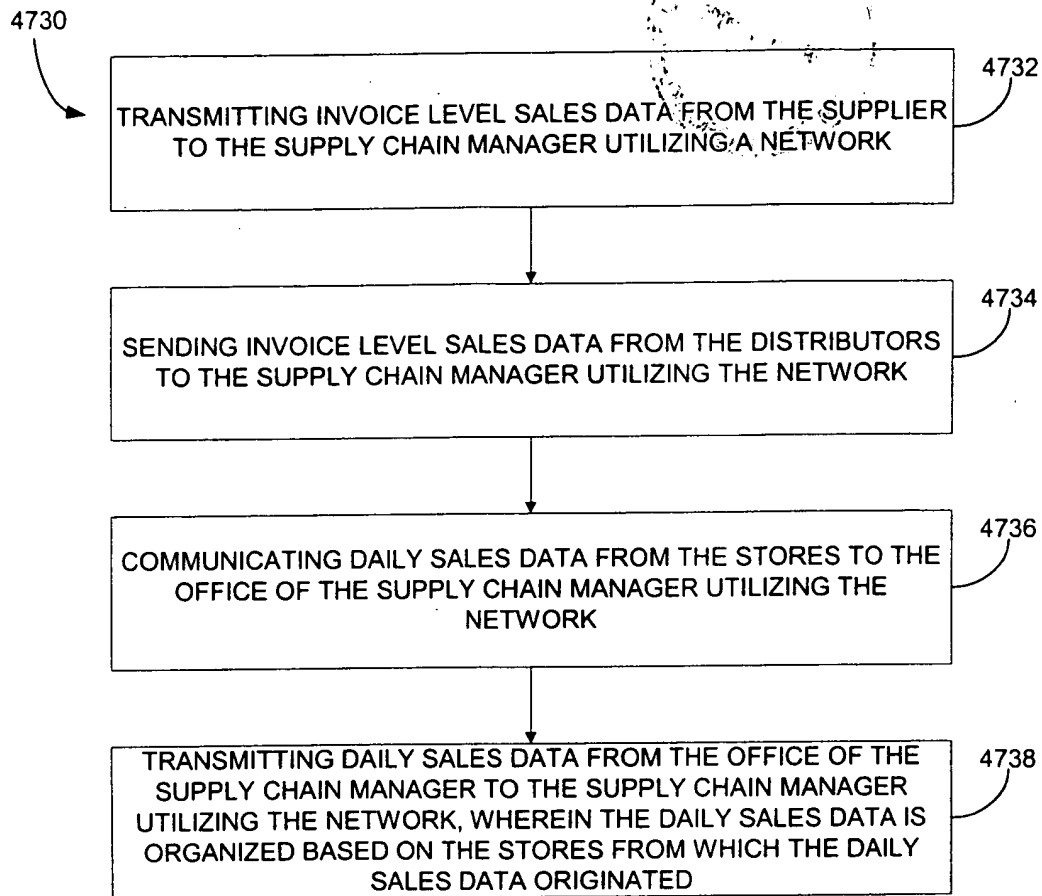 4730
4732
TRANSMITTING INVOICE LEVEL SALES DATA FROM THE SUPPLIER
TO THE SUPPLY CHAIN MANAGER UTILIZING A NETWORK
4734
SENDING INVOICE LEVEL SALES DATA FROM THE DISTRIBUTORS
TO THE SUPPLY CHAIN MANAGER UTILIZING THE NETWORK
4736
COMMUNICATING DAILY SALES DATA FROM THE STORES TO THE
OFFICE OF THE SUPPLY CHAIN MANAGER UTILIZING THE
NETWORK
4738
TRANSMITTING DAILY SALES DATA FROM THE OFFICE OF THE
SUPPLY CHAIN MANAGER TO THE SUPPLY CHAIN MANAGER
UTILIZING THE NETWORK, WHEREIN THE DAILY SALES DATA IS
ORGANIZED BASED ON THE STORES FROM WHICH THE DAILY
SALES DATA ORIGINATED